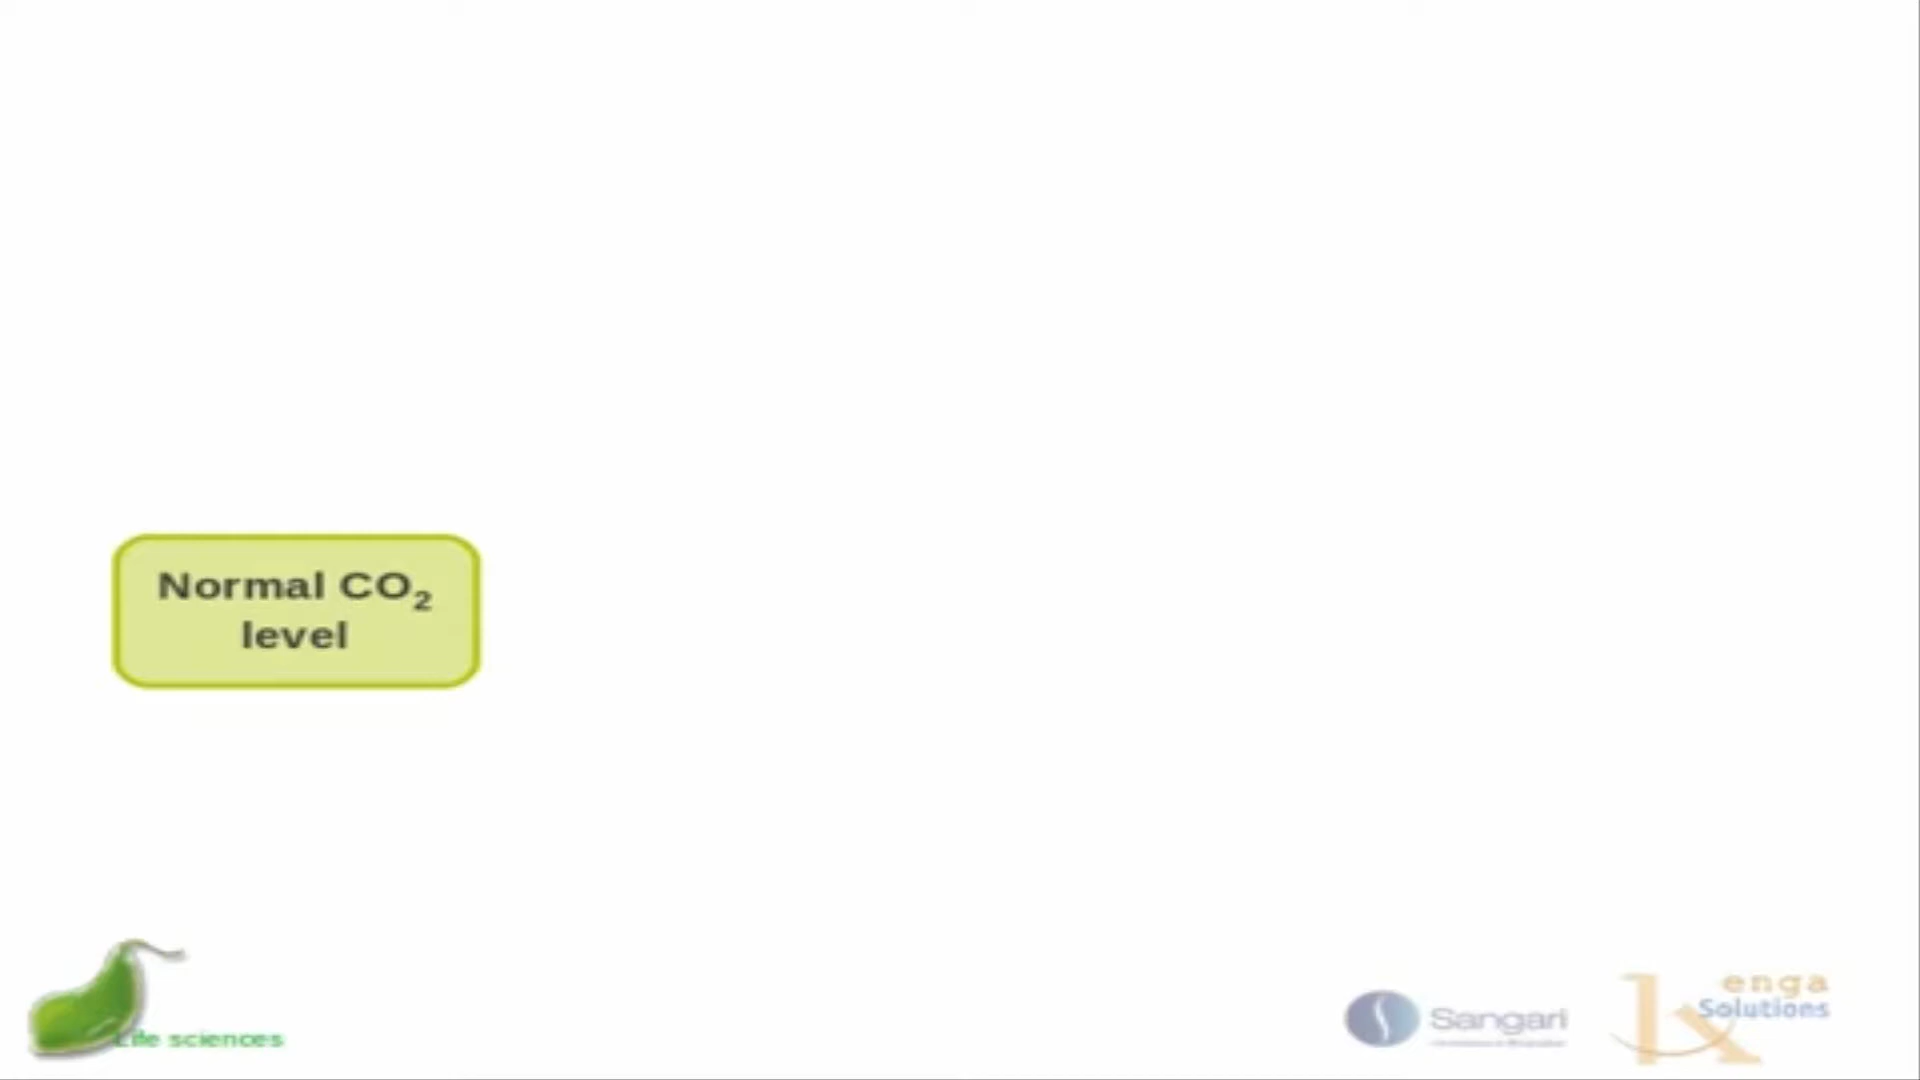 Normal CO₂
level
Life sciences
Sangari
enga
Solutions